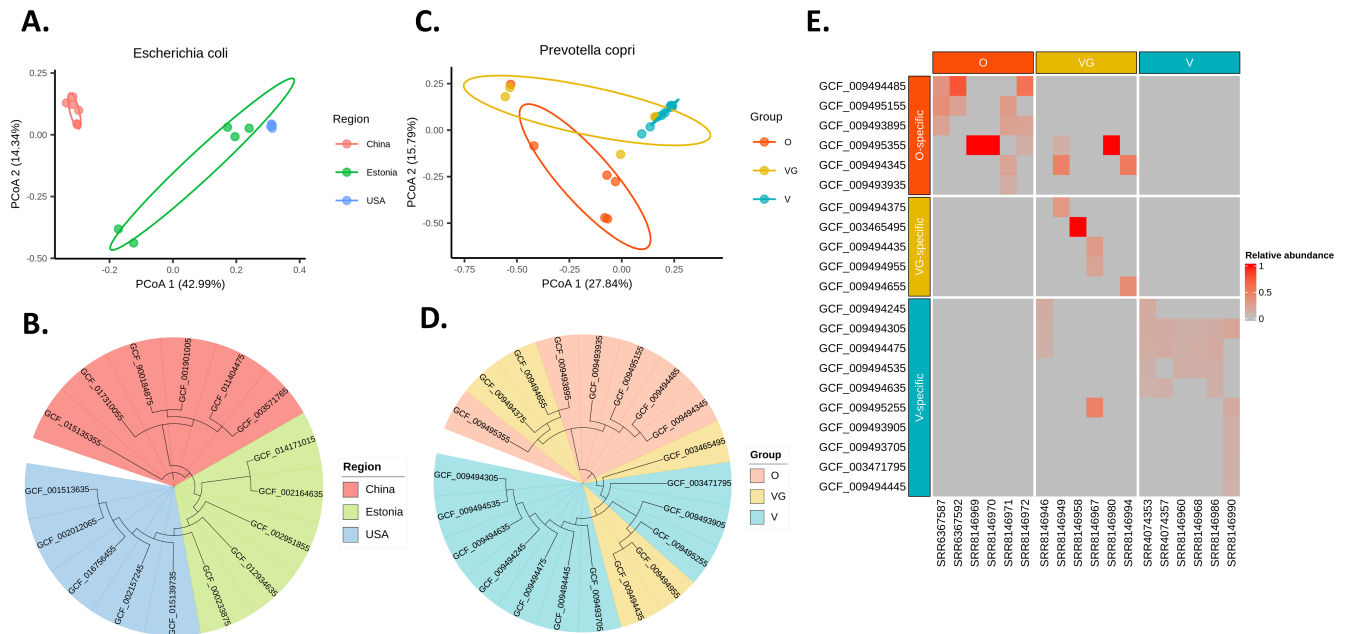 A.
Escherichia coli
0.25
0.00
-0.25
-0.50
-0.2
0.0
0.2
0.4
PCoA 1 (42.99%)
PCoA 2 (14.34%)
Region
China
Estonia
USA
C.
Prevotella copri
0.25
0.00
-0.25
-0.50
-0.75
-0.50
-0.25
0.00
0.25
PCoA 1 (27.84%)
PCoA 2 (15.79%)
Group
O
VG
V
B.
GCF_015135355
GCF_017310055
GCF_900184875
GCF_001901005
GCF_011404475
GCF_003571765
GCF_014171015
GCF_002164635
GCF_002951855
GCF_012934635
GCF_000233875
GCF_015139735
GCF_002157245
GCF_016756455
GCF_002012065
GCF_001513635
Region
China
Estonia
USA
D.
GCF_009495355
GCF_009494375
GCF_009494655
GCF_009493895
GCF_009493935
GCF_009495155
GCF_009494485
GCF_009494345
GCF_003465495
GCF_003471795
GCF_009493905
GCF_009495255
GCF_009494955
GCF_009494435
GCF_009493705
GCF_009494445
GCF_009494475
GCF_009494245
GCF_009494635
GCF_009494535
GCF_009494305
Group
O
VG
V
E.
O
VG
V
O-specific
GCF_009494485
GCF_009495155
GCF_009493895
GCF_009495355
GCF_009494345
GCF_009493935
VG-specific
GCF_009494375
GCF_003465495
GCF_009494435
GCF_009494955
GCF_009494655
V-specific
GCF_009494245
GCF_009494305
GCF_009494475
GCF_009494535
GCF_009494635
GCF_009495255
GCF_009493905
GCF_009493705
GCF_003471795
GCF_009494445
SRR6367587
SRR6367592
SRR8146969
SRR8146970
SRR8146971
SRR8146972
SRR8146946
SRR8146949
SRR8146958
SRR8146967
SRR8146980
SRR8146994
SRR4074353
SRR4074357
SRR8146960
SRR8146968
SRR8146986
SRR8146990
Relative abundance
1
0.5
0